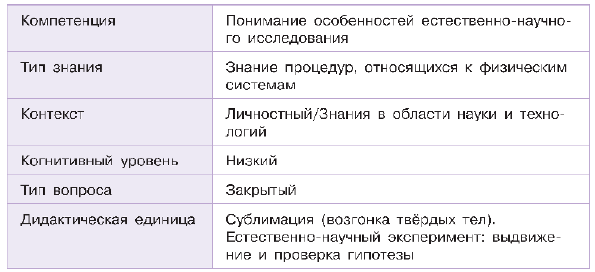 Компетенция
Понимание особенностей естественно-научно-
го исследования
Тип знания
Знание процедур, относящихся к физическим
системам
Контекст
Личностный/Знания в области науки и техно-
логий
Когнитивный уровень
Низкий
Тип вопроса
Закрытый
Дидактическая единица
Сублимация (возгонка твёрдых тел).
Естественно-научный эксперимент: выдвиже-
ние и проверка гипотезы